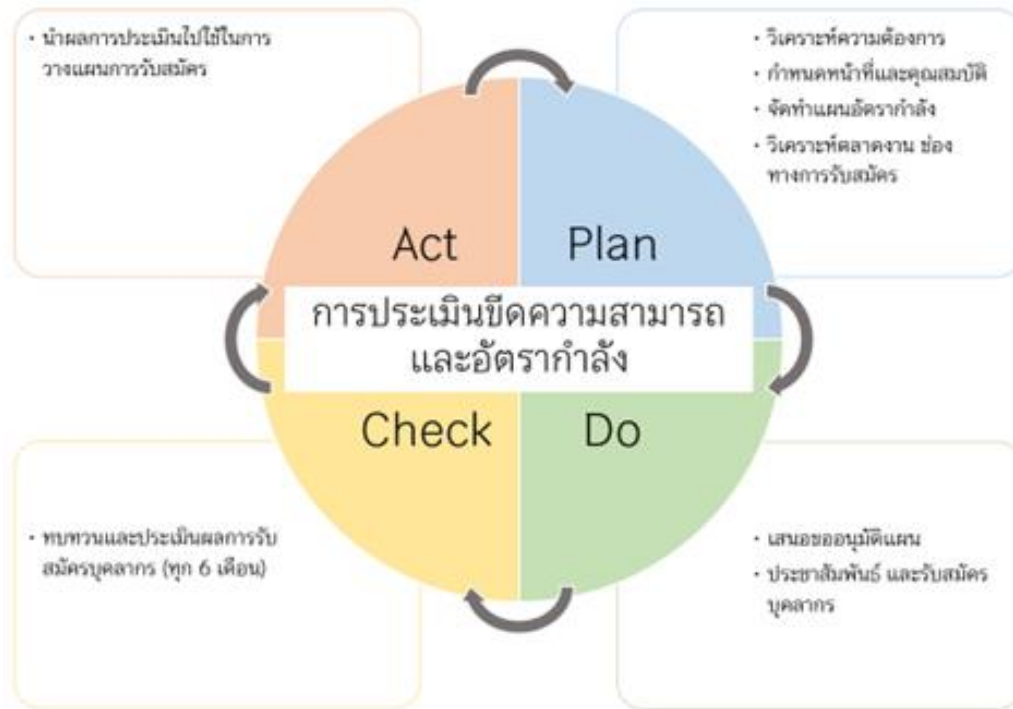 • นำผลการประเมินไปใช้ในการ
วางแผนการรับสมัคร
• วิเคราะห์ความต้องการ
• กำหนดหน้าที่และคุณสมบัติ
• จัดทำแผนอัตรากำลัง
• วิเคราะห์ตลาดงาน ช่อง
ทางการรับสมัคร
Act
Plan
การประเมินขีดความสามารถ
และอัตรากำลัง
Check
Do
• ทบทวนและประเมินผลการรับ
สมัครบุคลากร (ทุก 6 เดือน)
• เสนอขออนุมัติแผน
• ประชาสัมพันธ์ และรับสมัคร
บุคลากร